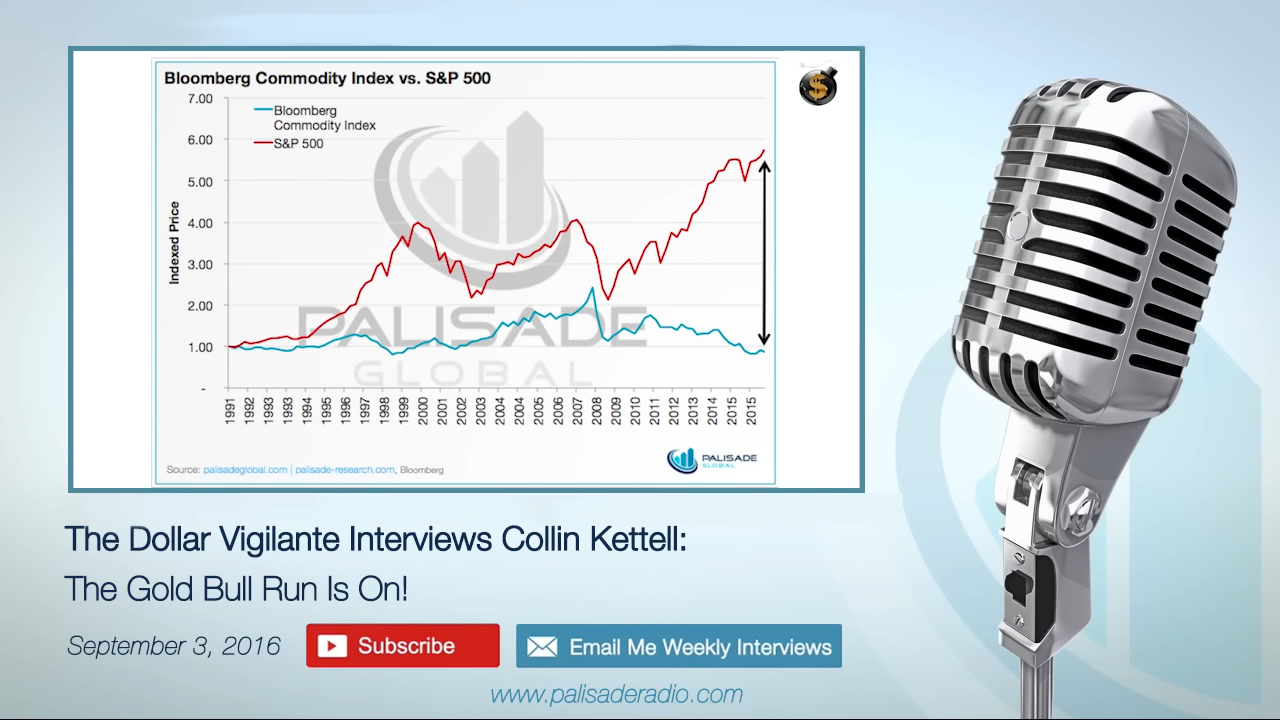 Bloomberg Commodity Index vs. S&P 500
$
7.00
Bloomberg
Commodity Index
S&P 500
6.00
5.00
4.00
3.00
2.00
1.00
-
Indexed Price
PALISADE
GLOBAL
1991 1992 1993 1993 1994 1995 1996 1997 1998 1999 2000 2001 2002 2003 2004 2004 2005 2006 2007 2008 2009 2010 2011 2012 2013 2014 2015 2015
Source: palisadeglobal.com | palisade-research.com, Bloomberg
PALISADE
GLOBAL
The Dollar Vigilante Interviews Collin Kettell:
The Gold Bull Run Is On!
September 3, 2016
Subscribe
Email Me Weekly Interviews
www.palisaderadio.com